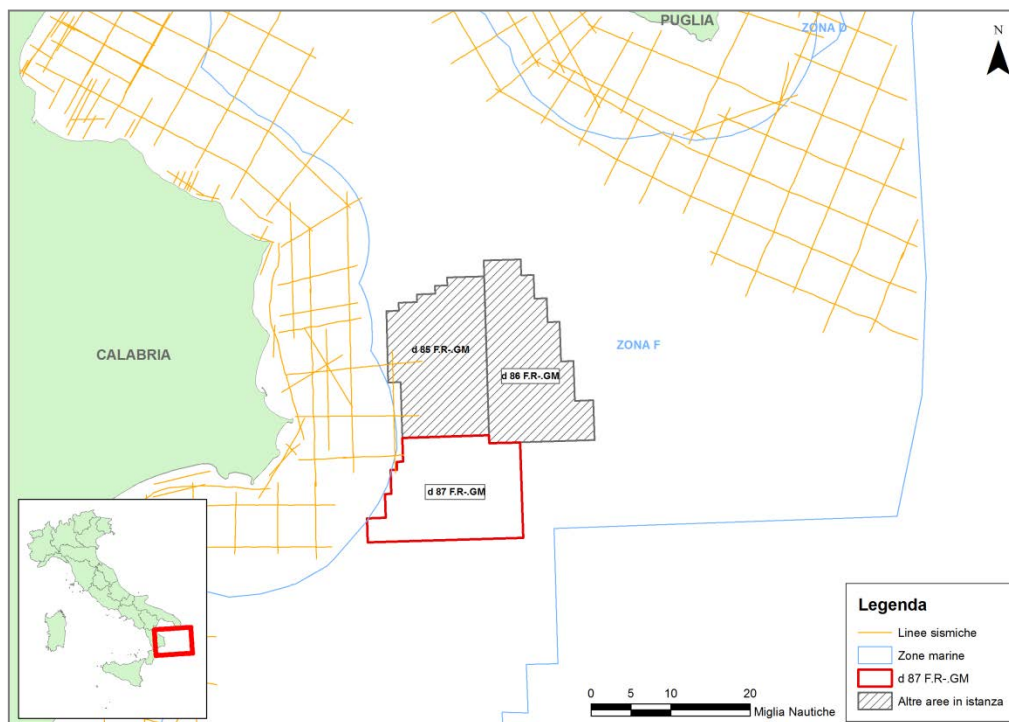 PUGLIA
ZONA D
N
d 85 F.R-.GM
ZONA F
CALABRIA
d 86 F.R-.GM
d 87 F.R-.GM
Legenda
Linee sismiche
Zone marine
d 87 F.R-.GM
Altre aree in istanza
0 5 10 20
Miglia Nautiche